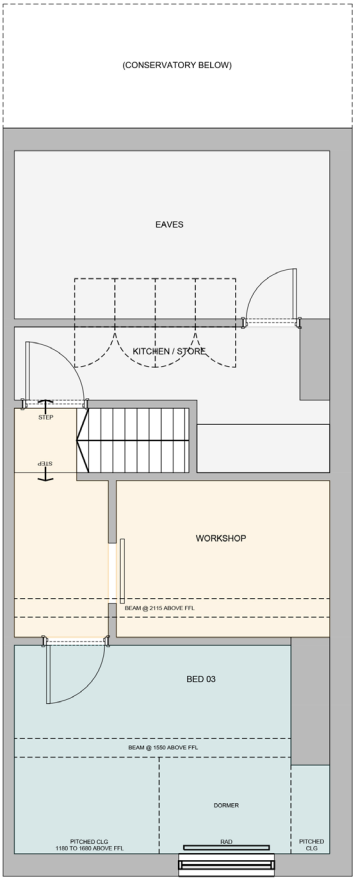 (CONSERVATORY BELOW)
EAVES
KITCHEN / STORE
STEP
STEP
WORKSHOP
BEAM @ 2115 ABOVE FFL
BED 03
BEAM @ 1550 ABOVE FFL
DORMER
PITCHED CLG
1180 TO 1680 ABOVE FFL
RAD
PITCHED
CLG